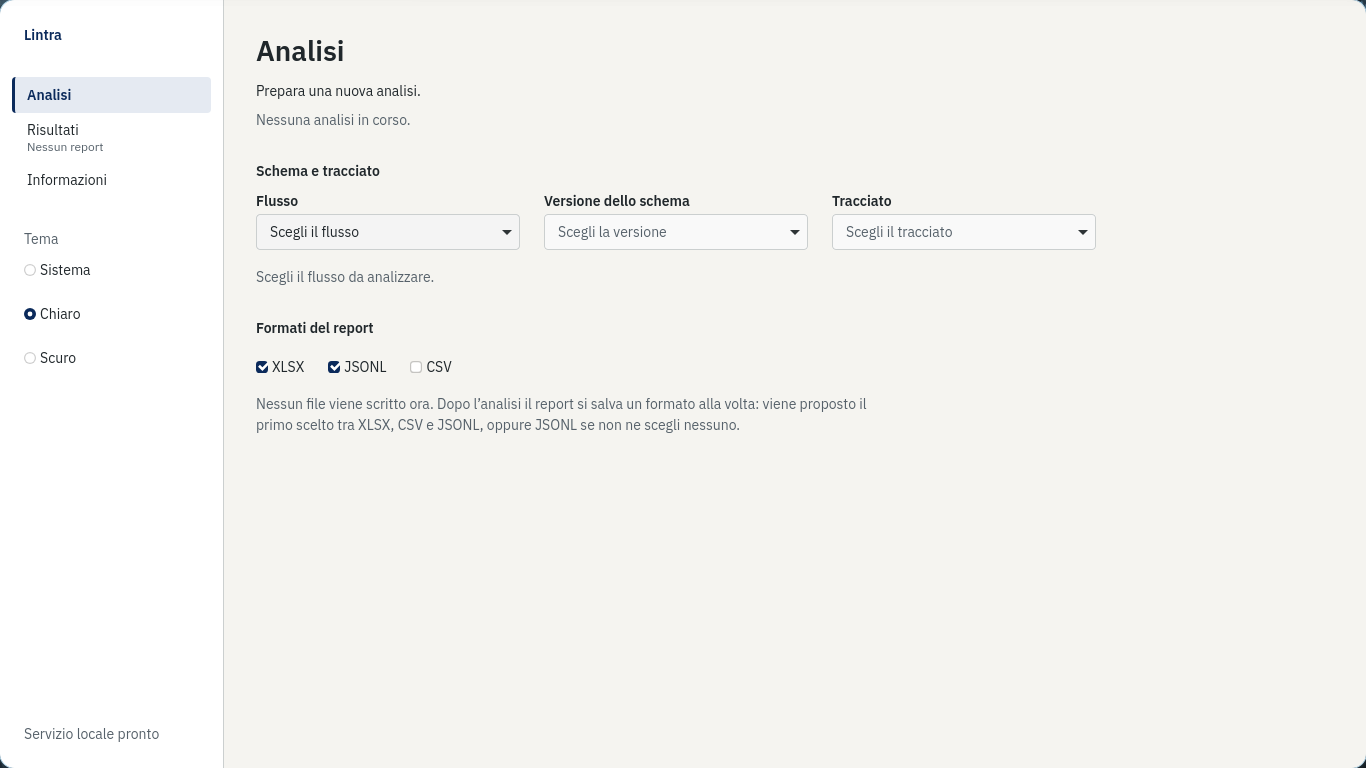 Lintra
Analisi
Risultati
Nessun report
Informazioni
Tema
Sistema
Chiaro
Scuro
Servizio locale pronto
Analisi
Prepara una nuova analisi.
Nessuna analisi in corso.
Schema e tracciato
Flusso
Scegli il flusso
Versione dello schema
Scegli la versione
Tracciato
Scegli il tracciato
Scegli il flusso da analizzare.
Formati del report
XLSX JSONL CSV
Nessun file viene scritto ora. Dopo l’analisi il report si salva un formato alla volta: viene proposto il
primo scelto tra XLSX, CSV e JSONL, oppure JSONL se non ne scegli nessuno.